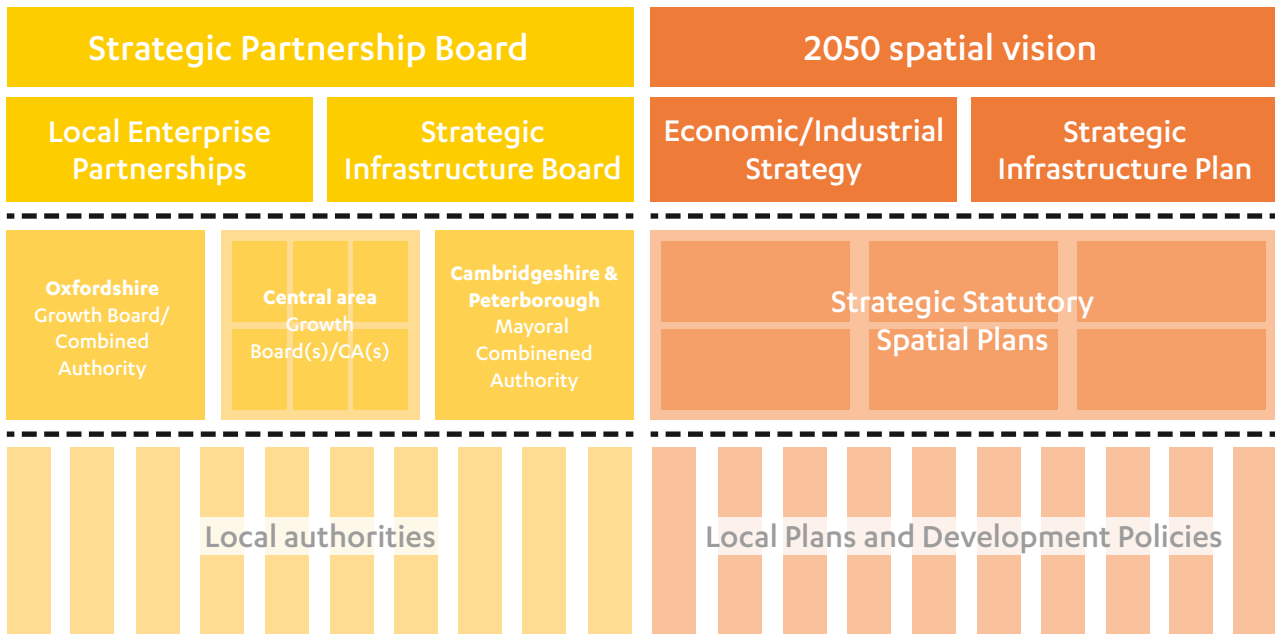 Strategic Partnership Board
2050 spatial vision
Local Enterprise
Partnerships
Strategic
Infrastructure Board
Economic/Industrial
Strategy
Strategic
Infrastructure Plan
Oxfordshire
Growth Board/
Combined
Authority
Central area
Growth
Board(s)/CA(s)
Cambridgeshire &
Peterborough
Mayoral
Combinened
Authority
Strategic Statutory
Spatial Plans
Local authorities
Local Plans and Development Policies